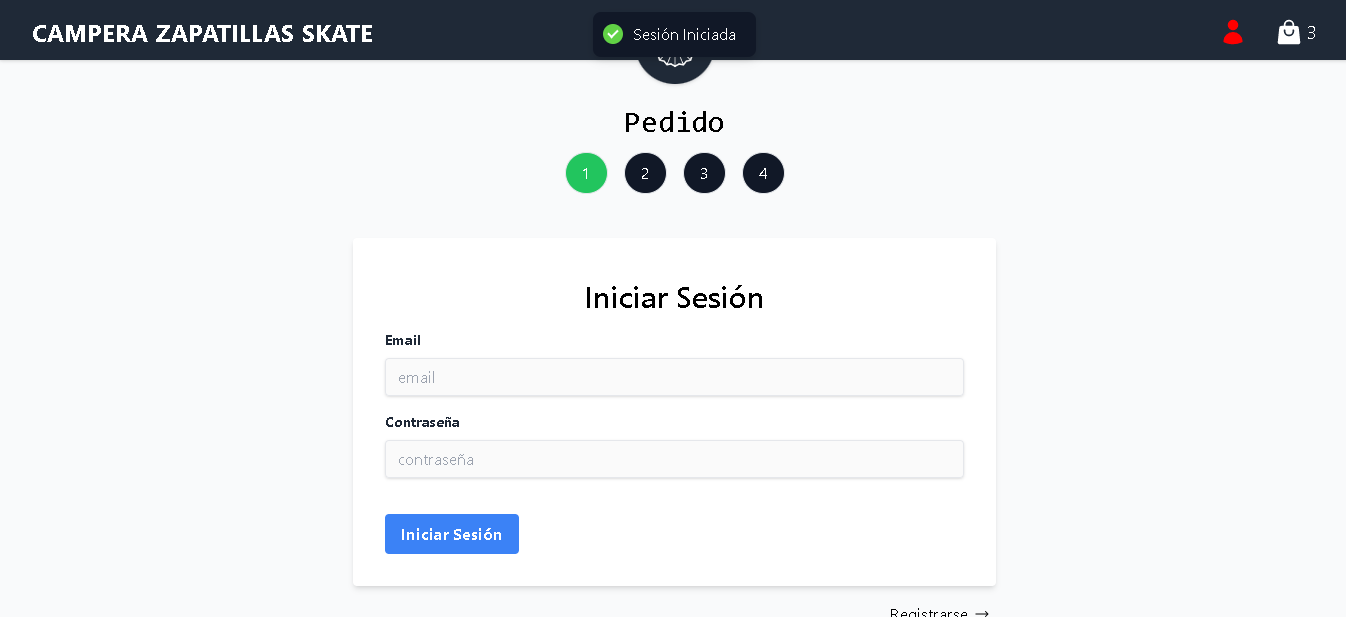 CAMPERA ZAPATILLAS SKATE
Sesión Iniciada
3
Pedido
1 2 3 4
Iniciar Sesión
Email
email
Contraseña
contraseña
Iniciar Sesión
Registrarse →